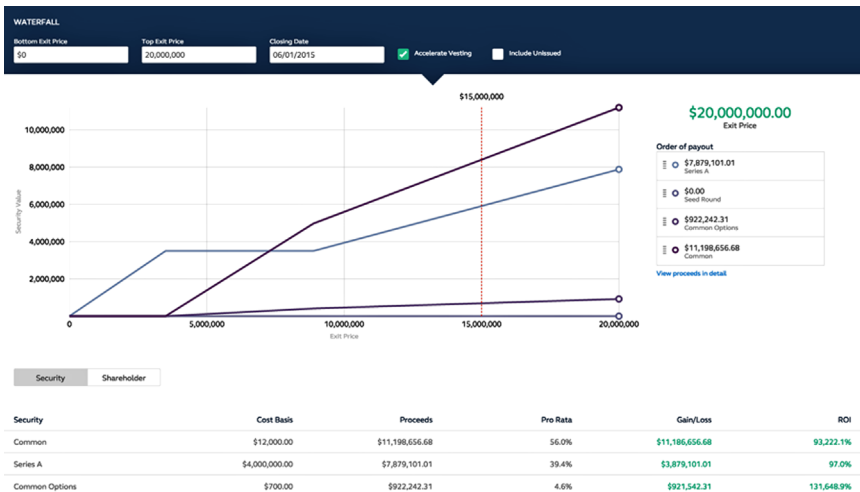 WATERFALL
Bottom Exit Price Top Exit Price Closing Date
$0 20,000,000 06/01/2015 Accelerate Vesting Include Unissued
$15,000,000
$20,000,000.00
Exit Price
Order of payout
$7,879,101.01
Series A
$0.00
Seed Round
$922,242.31
Common Options
$11,198,656.68
Common
View proceeds in detail
Security Value
10,000,000
8,000,000
6,000,000
4,000,000
2,000,000
0 5,000,000 10,000,000 15,000,000 20,000,000
Exit Price
Security Shareholder
Security Cost Basis Proceeds Pro Rata Gain/Loss ROI
Common $12,000.00 $11,198,656.68 56.0% $11,186,656.68 93,222.1%
Series A $4,000,000.00 $7,879,101.01 39.4% $3,879,101.01 97.0%
Common Options $700.00 $922,242.31 4.6% $921,542.31 131,648.9%